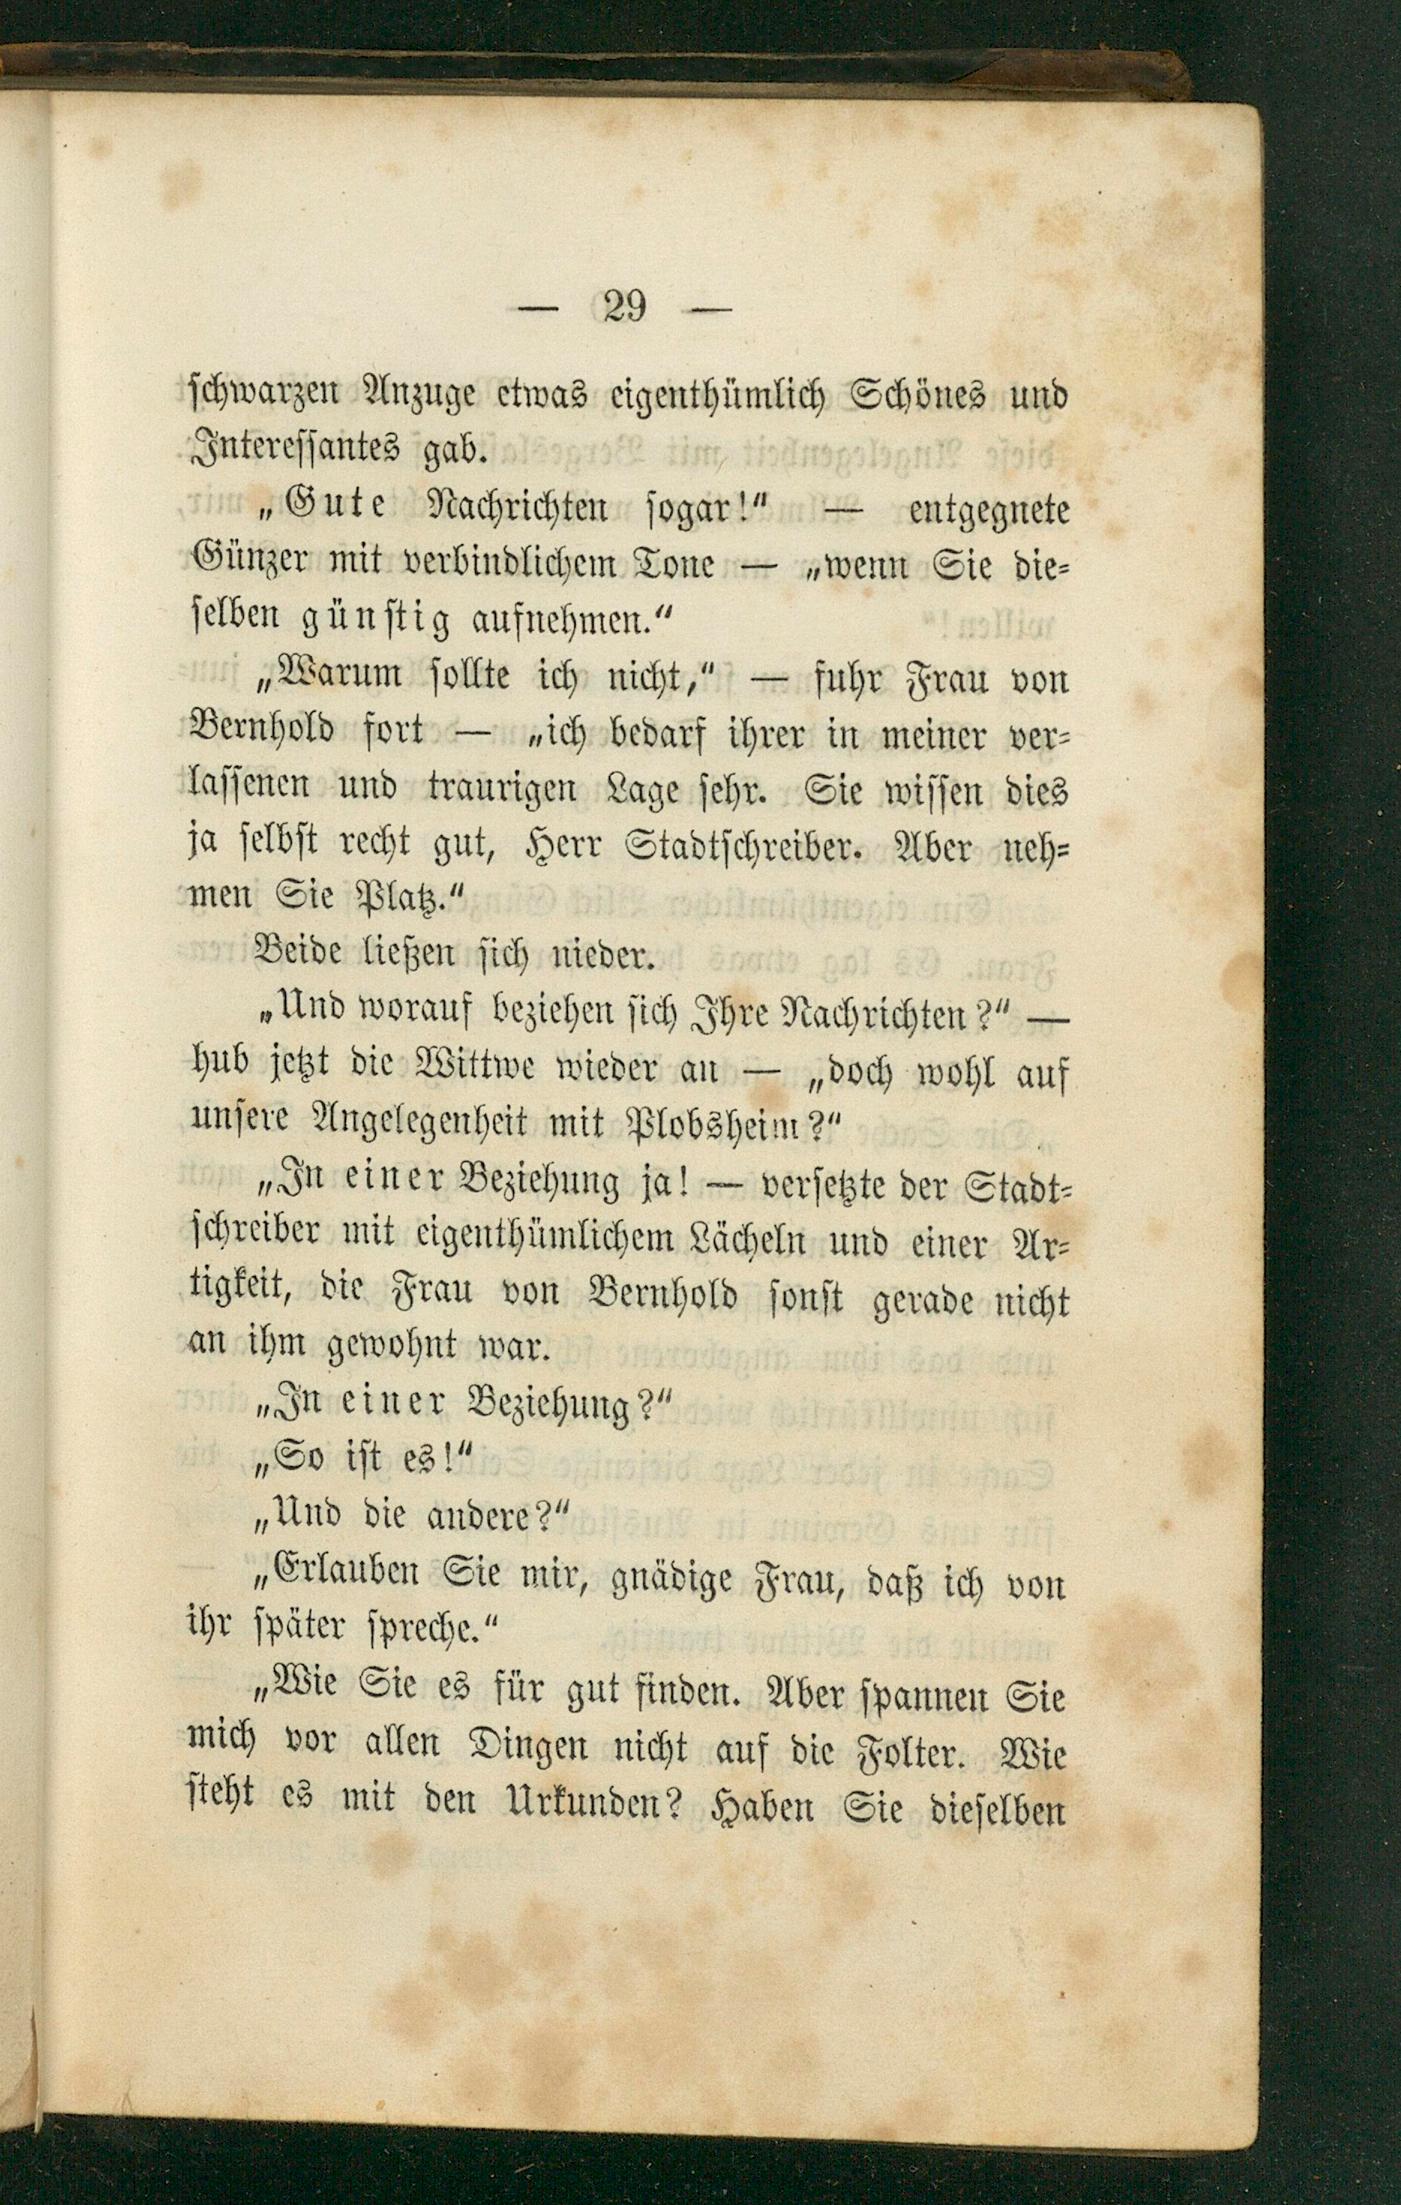 — 29 —
schwarzen Anzuge etwas eigenthümlich Schönes und
Interessantes gab.
„Gute Nachrichten sogar!“ — entgegnete
Günzer mit verbindlichem Tone — „wenn Sie die-
selben günstig aufnehmen.“
„Warum sollte ich nicht,“ — fuhr Frau von
Bernhold fort — „ich bedarf ihrer in meiner ver-
lassenen und traurigen Lage sehr. Sie wissen dies
ja selbst recht gut, Herr Stadtschreiber. Aber neh-
men Sie Platz.“
Beide ließen sich nieder.
„Und worauf beziehen sich Ihre Nachrichten?“ —
hub jetzt die Wittwe wieder an — „doch wohl auf
unsere Angelegenheit mit Plobsheim?“
„In einer Beziehung ja! — versetzte der Stadt-
schreiber mit eigenthümlichem Lächeln und einer Ar-
tigkeit, die Frau von Bernhold sonst gerade nicht
an ihm gewohnt war.
„In einer Beziehung?“
„So ist es!“
„Und die andere?“
„Erlauben Sie mir, gnädige Frau, daß ich von
ihr später spreche.“
„Wie Sie es für gut finden. Aber spannen Sie
mich vor allen Dingen nicht auf die Folter. Wie
steht es mit den Urkunden? Haben Sie dieselben